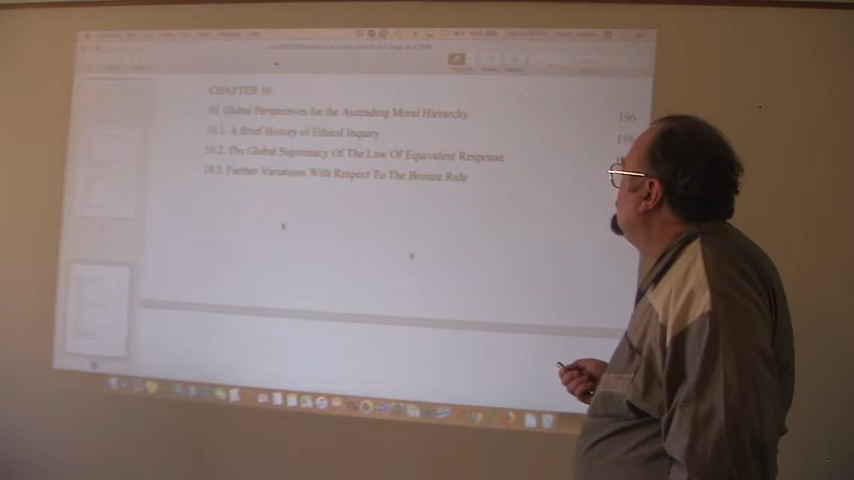 CHAPTER 10
10. Global Perspectives for the Ascending Moral Hierarchy 196
10.1. A Brief History of Ethical Inquiry 196
10.2. The Global Supremacy Of The Law Of Equivalent Response
10.3. Further Variations With Respect To The Bronze Rule